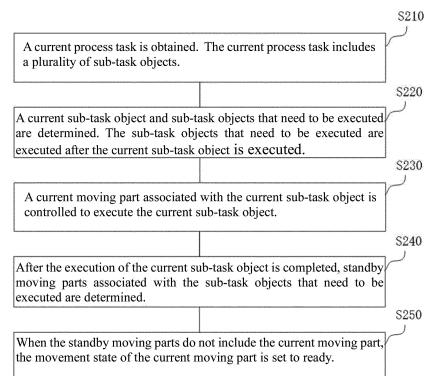 S210
A current process task is obtained. The current process task includes
a plurality of sub-task objects.
S220
A current sub-task object and sub-task objects that need to be executed
are determined. The sub-task objects that need to be executed are
executed after the current sub-task object is executed.
S230
A current moving part associated with the current sub-task object is
controlled to execute the current sub-task object.
S240
After the execution of the current sub-task object is completed, standby
moving parts associated with the sub-task objects that need to be
executed are determined.
S250
When the standby moving parts do not include the current moving part,
the movement state of the current moving part is set to ready.